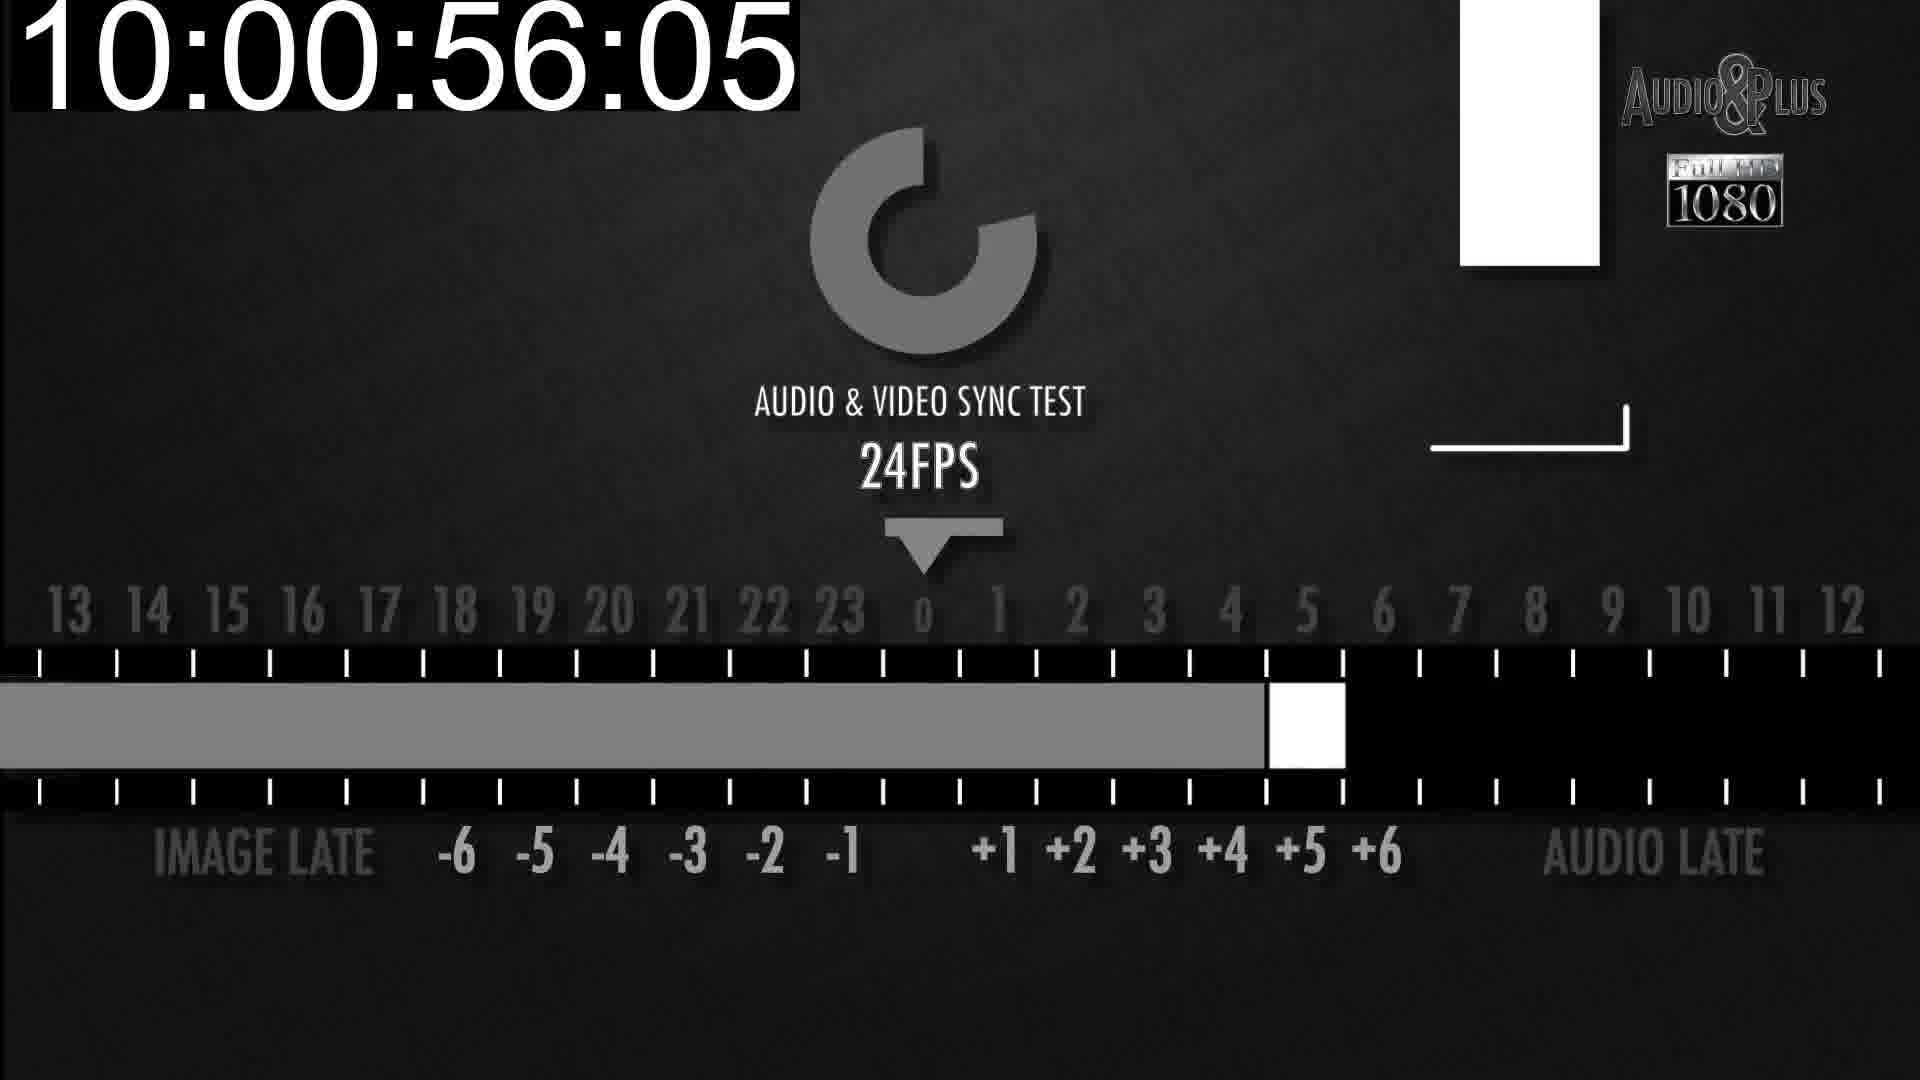 10:00:56:05
AUDIO&PLUS
Full HD
1080
AUDIO & VIDEO SYNC TEST
24FPS
13 14 15 16 17 18 19 20 21 22 23 0 1 2 3 4 5 6 7 8 9 10 11 12
IMAGE LATE -6 -5 -4 -3 -2 -1 +1 +2 +3 +4 +5 +6 AUDIO LATE